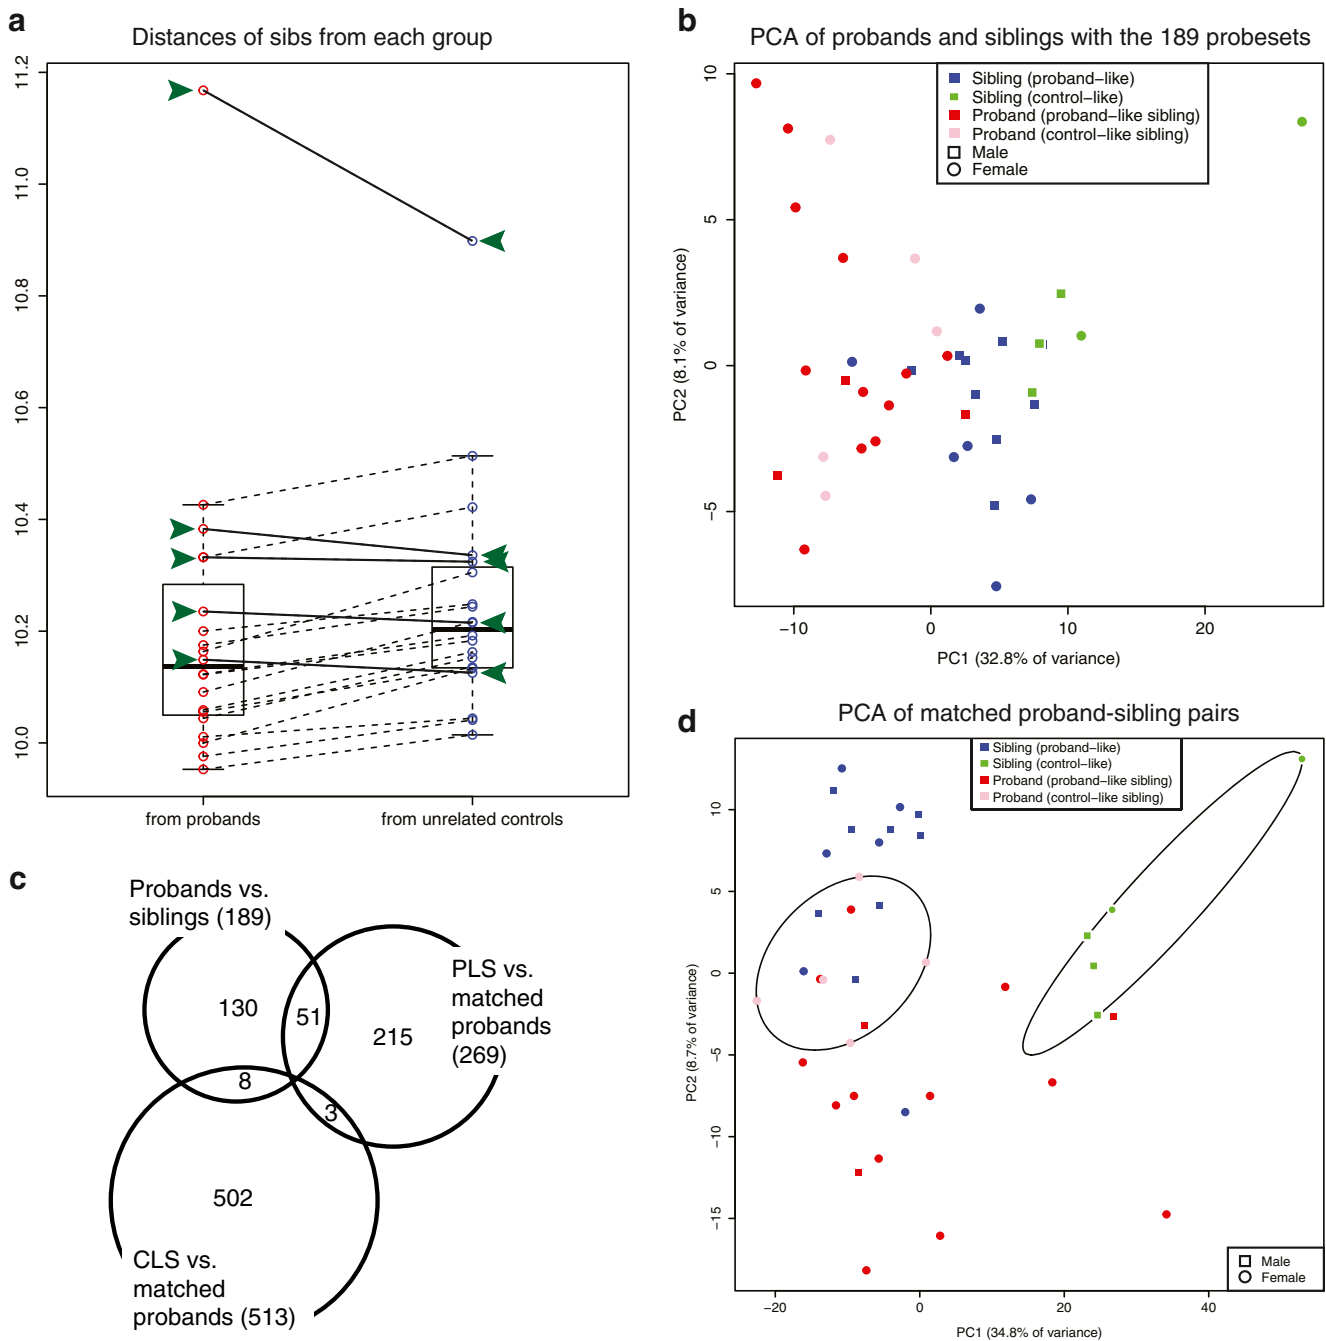 a
Distances of sibs from each group
11.2
11.0
10.8
10.6
10.4
10.2
10.0
from probands
from unrelated controls
b
PCA of probands and siblings with the 189 probesets
Sibling (proband−like)
Sibling (control−like)
Proband (proband−like sibling)
Proband (control−like sibling)
Male
Female
PC2 (8.1% of variance)
10
5
0
−5
−10
0
10
20
PC1 (32.8% of variance)
c
Probands vs.
siblings (189)
130
51
PLS vs.
matched
probands
(269)
215
8
3
502
CLS vs.
matched
probands (513)
d
PCA of matched proband-sibling pairs
Sibling (proband−like)
Sibling (control−like)
Proband (proband−like sibling)
Proband (control−like sibling)
PC2 (8.7% of variance)
10
5
0
−5
−10
−15
Male
Female
−20
0
20
40
PC1 (34.8% of variance)